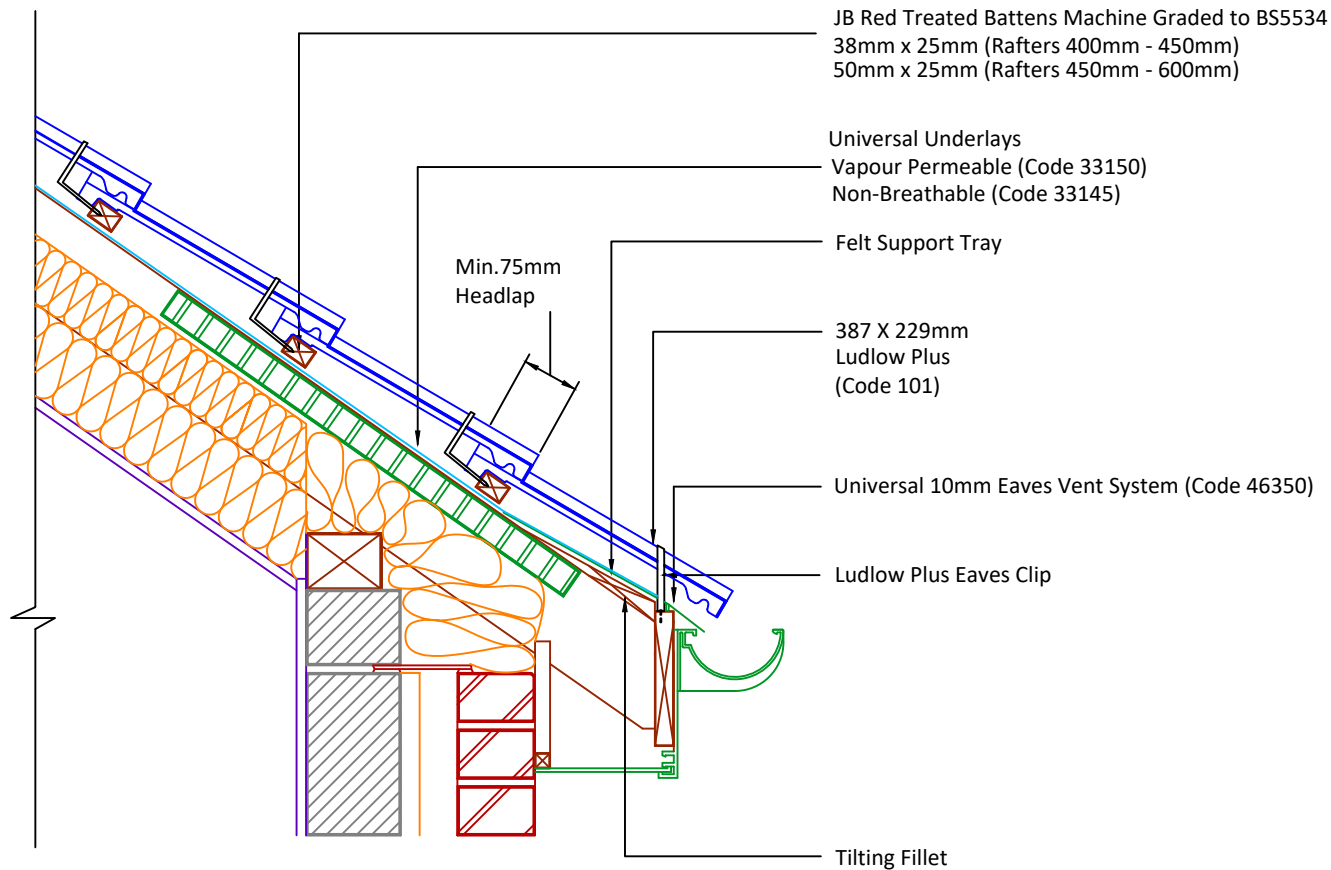 JB Red Treated Battens Machine Graded to BS5534
38mm x 25mm (Rafters 400mm - 450mm)
50mm x 25mm (Rafters 450mm - 600mm)
Universal Underlays
Vapour Permeable (Code 33150)
Non-Breathable (Code 33145)
Felt Support Tray
Min.75mm
Headlap
387 X 229mm
Ludlow Plus
(Code 101)
Universal 10mm Eaves Vent System (Code 46350)
Ludlow Plus Eaves Clip
Tilting Fillet